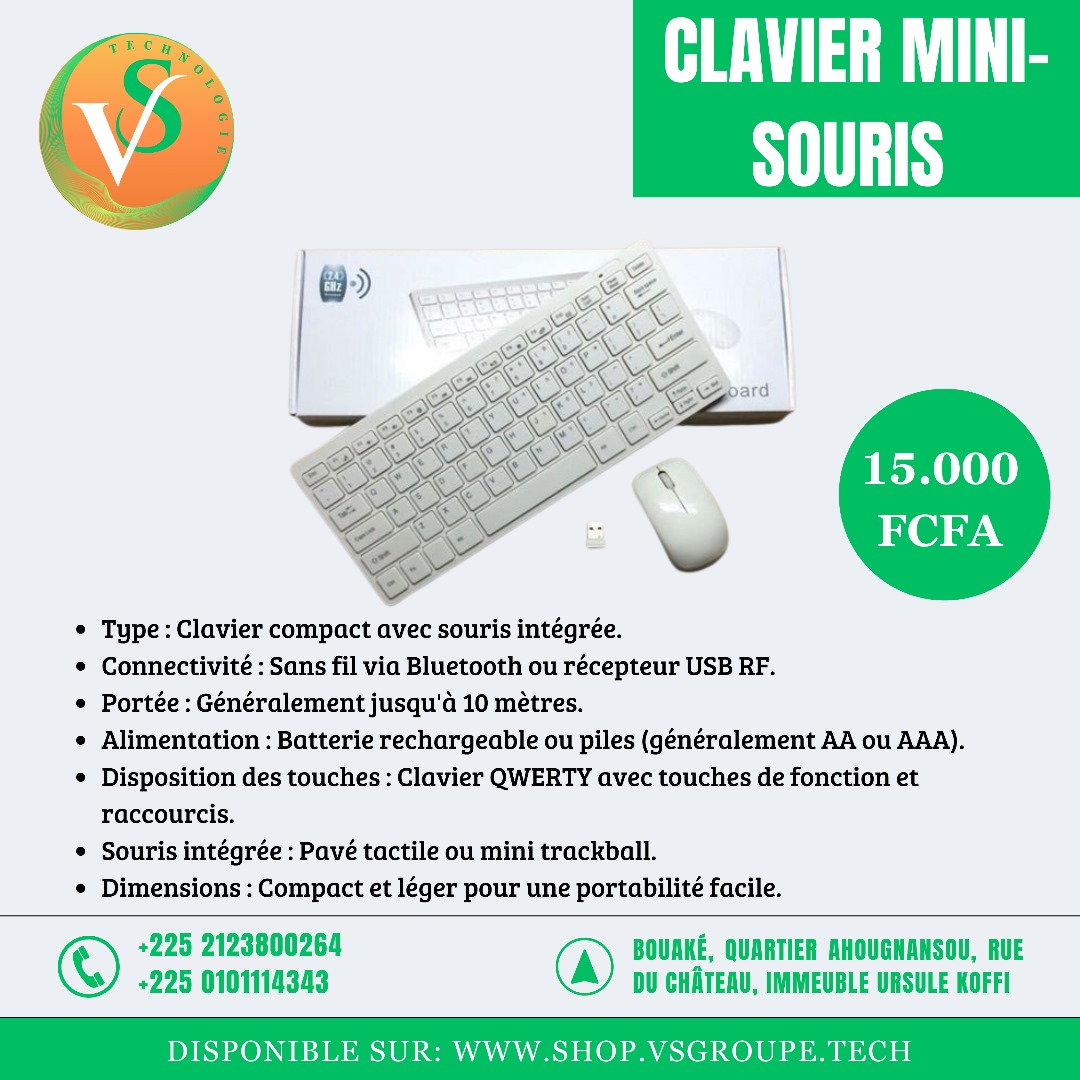 TECHNOLOGIE
VS
CLAVIER MINI-
SOURIS
2.4
GHz
oard
15.000
FCFA
• Type : Clavier compact avec souris intégrée.
• Connectivité : Sans fil via Bluetooth ou récepteur USB RF.
• Portée : Généralement jusqu'à 10 mètres.
• Alimentation : Batterie rechargeable ou piles (généralement AA ou AAA).
• Disposition des touches : Clavier QWERTY avec touches de fonction et
raccourcis.
• Souris intégrée : Pavé tactile ou mini trackball.
• Dimensions : Compact et léger pour une portabilité facile.
+225 2123800264
+225 0101114343
BOUAKÉ, QUARTIER AHOUGNANSOU, RUE
DU CHÂTEAU, IMMEUBLE URSULE KOFFI
DISPONIBLE SUR: WWW.SHOP.VSGROUPE.TECH